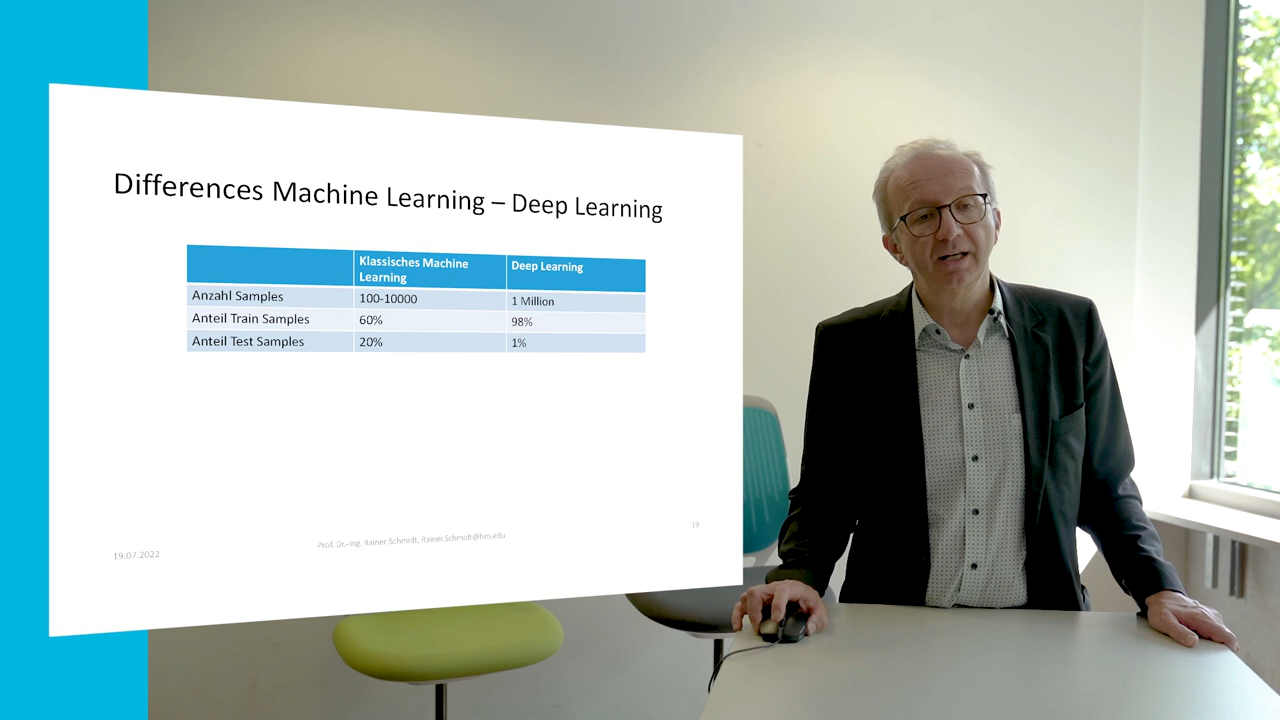 Differences Machine Learning – Deep Learning
Klassisches Machine Learning
Deep Learning
Anzahl Samples 100-10000 1 Million
Anteil Train Samples 60% 98%
Anteil Test Samples 20% 1%
19.07.2022
Prof. Dr.-Ing. Rainer Schmidt, Rainer.Schmidt@hm.edu
19